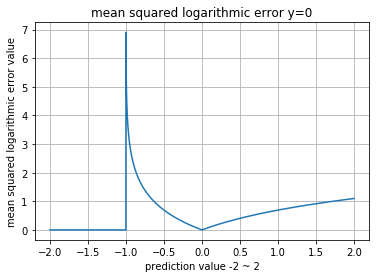 mean squared logarithmic error y=0
mean squared logarithmic error value
7
6
5
4
3
2
1
0
−2.0 −1.5 −1.0 −0.5 0.0 0.5 1.0 1.5 2.0
prediction value -2 ~ 2